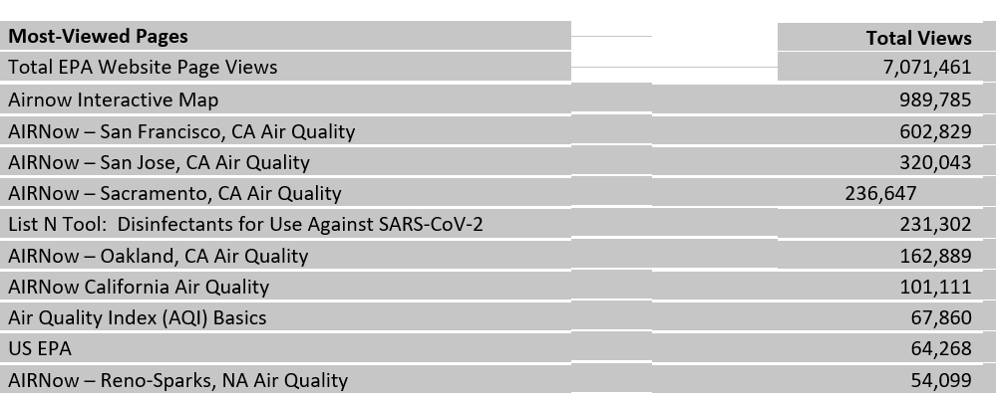 Most-Viewed Pages Total Views
Total EPA Website Page Views 7,071,461
Airnow Interactive Map 989,785
AIRNow – San Francisco, CA Air Quality 602,829
AIRNow – San Jose, CA Air Quality 320,043
AIRNow – Sacramento, CA Air Quality 236,647
List N Tool:  Disinfectants for Use Against SARS-CoV-2 231,302
AIRNow – Oakland, CA Air Quality 162,889
AIRNow California Air Quality 101,111
Air Quality Index (AQI) Basics 67,860
US EPA 64,268
AIRNow – Reno-Sparks, NA Air Quality 54,099